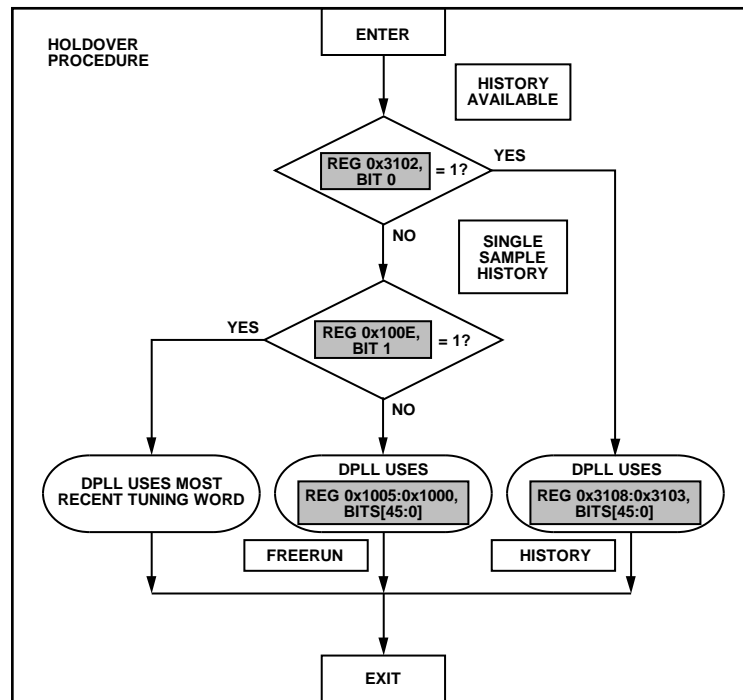 HOLDOVER
PROCEDURE
ENTER
HISTORY
AVAILABLE
REG 0x3102,
BIT 0
= 1?
YES
NO
SINGLE
SAMPLE
HISTORY
YES
REG 0x100E,
BIT 1
= 1?
NO
DPLL USES MOST
RECENT TUNING WORD
DPLL USES
REG 0x1005:0x1000,
BITS[45:0]
DPLL USES
REG 0x3108:0x3103,
BITS[45:0]
FREERUN
HISTORY
EXIT